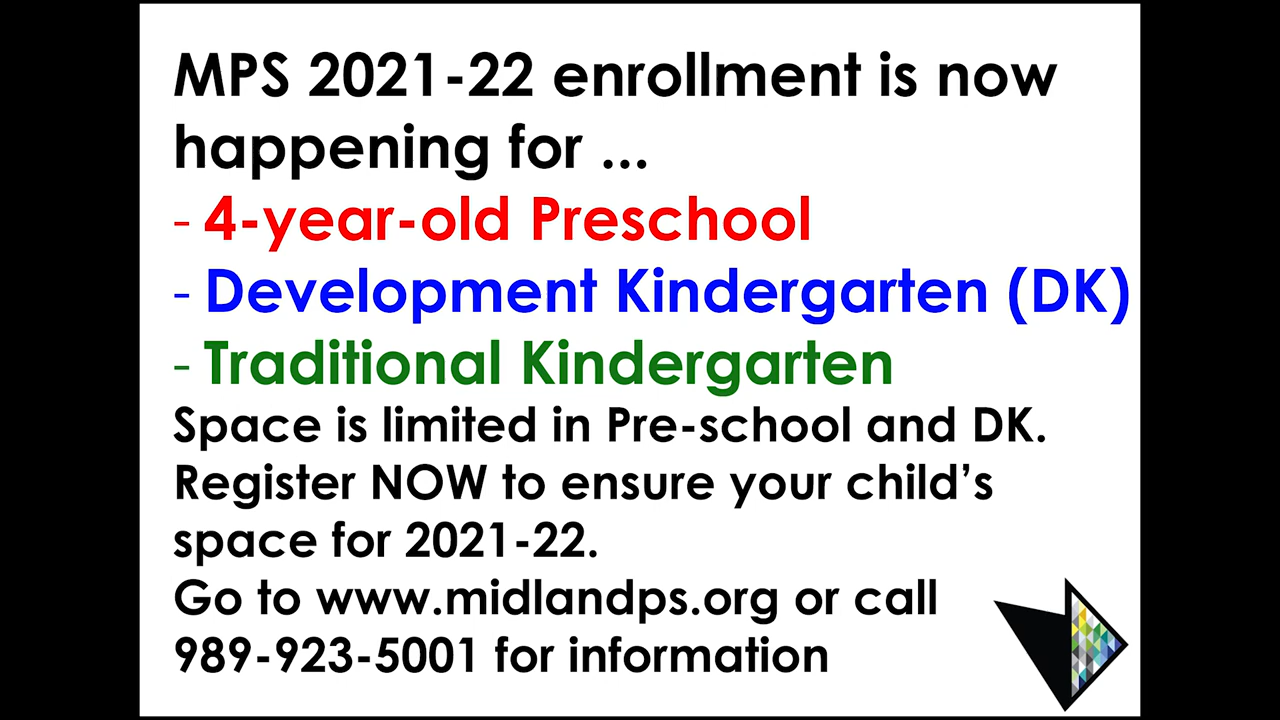 MPS 2021-22 enrollment is now
happening for ...
- 4-year-old Preschool
- Development Kindergarten (DK)
- Traditional Kindergarten
Space is limited in Pre-school and DK.
Register NOW to ensure your child’s
space for 2021-22.
Go to www.midlandps.org or call
989-923-5001 for information